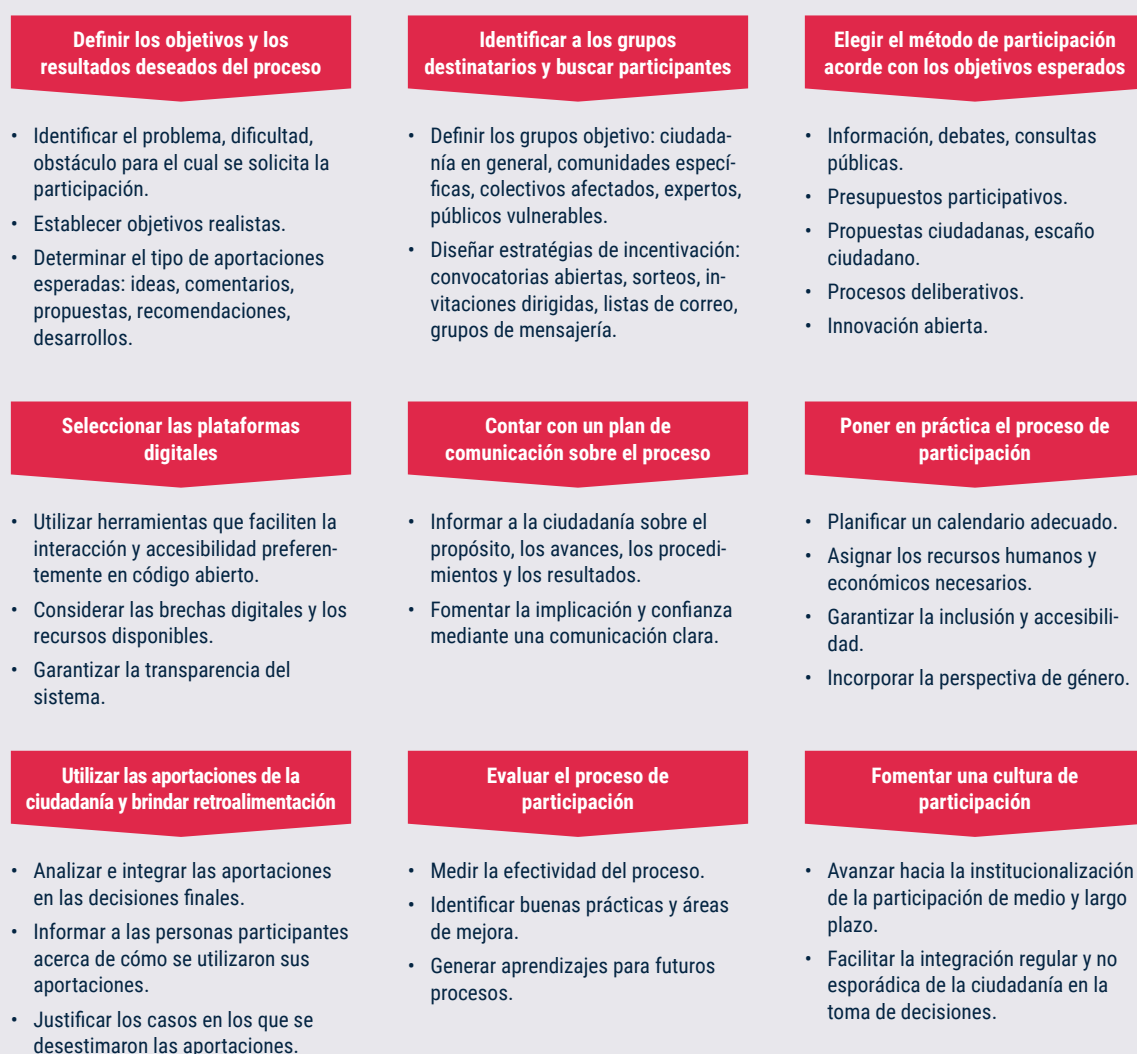 Definir los objetivos y los
resultados deseados del proceso
• Identificar el problema, dificultad,
obstáculo para el cual se solicita la
participación.
• Establecer objetivos realistas.
• Determinar el tipo de aportaciones
esperadas: ideas, comentarios,
propuestas, recomendaciones,
desarrollos.
Identificar a los grupos
destinatarios y buscar participantes
• Definir los grupos objetivo: ciudada-
nía en general, comunidades especí-
ficas, colectivos afectados, expertos,
públicos vulnerables.
• Diseñar estratégias de incentivación:
convocatorias abiertas, sorteos, in-
vitaciones dirigidas, listas de correo,
grupos de mensajería.
Elegir el método de participación
acorde con los objetivos esperados
• Información, debates, consultas
públicas.
• Presupuestos participativos.
• Propuestas ciudadanas, escaño
ciudadano.
• Procesos deliberativos.
• Innovación abierta.
Seleccionar las plataformas
digitales
• Utilizar herramientas que faciliten la
interacción y accesibilidad preferen-
temente en código abierto.
• Considerar las brechas digitales y los
recursos disponibles.
• Garantizar la transparencia del
sistema.
Contar con un plan de
comunicación sobre el proceso
• Informar a la ciudadanía sobre el
propósito, los avances, los procedi-
mientos y los resultados.
• Fomentar la implicación y confianza
mediante una comunicación clara.
Poner en práctica el proceso de
participación
• Planificar un calendario adecuado.
• Asignar los recursos humanos y
económicos necesarios.
• Garantizar la inclusión y accesibili-
dad.
• Incorporar la perspectiva de género.
Utilizar las aportaciones de la
ciudadanía y brindar retroalimentación
• Analizar e integrar las aportaciones
en las decisiones finales.
• Informar a las personas participantes
acerca de cómo se utilizaron sus
aportaciones.
• Justificar los casos en los que se
desestimaron las aportaciones.
Evaluar el proceso de
participación
• Medir la efectividad del proceso.
• Identificar buenas prácticas y áreas
de mejora.
• Generar aprendizajes para futuros
procesos.
Fomentar una cultura de
participación
• Avanzar hacia la institucionalización
de la participación de medio y largo
plazo.
• Facilitar la integración regular y no
esporádica de la ciudadanía en la
toma de decisiones.